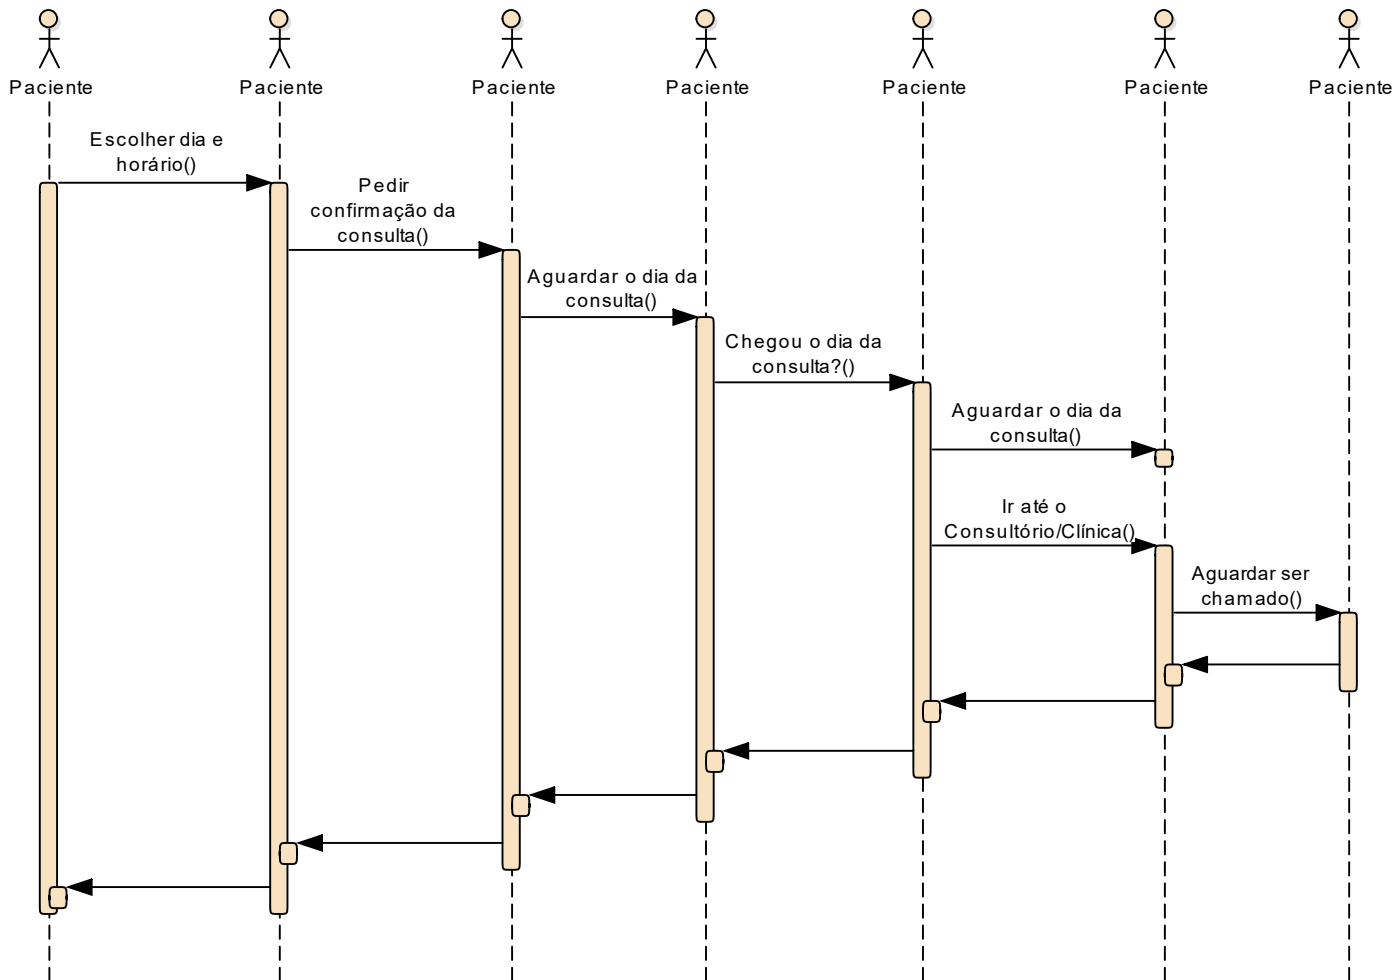 Paciente
Paciente
Paciente
Paciente
Paciente
Paciente
Paciente
Escolher dia e
horário()
Pedir
confirmação da
consulta()
Aguardar o dia da
consulta()
Chegou o dia da
consulta?()
Aguardar o dia da
consulta()
Ir até o
Consultório/Clínica()
Aguardar ser
chamado()